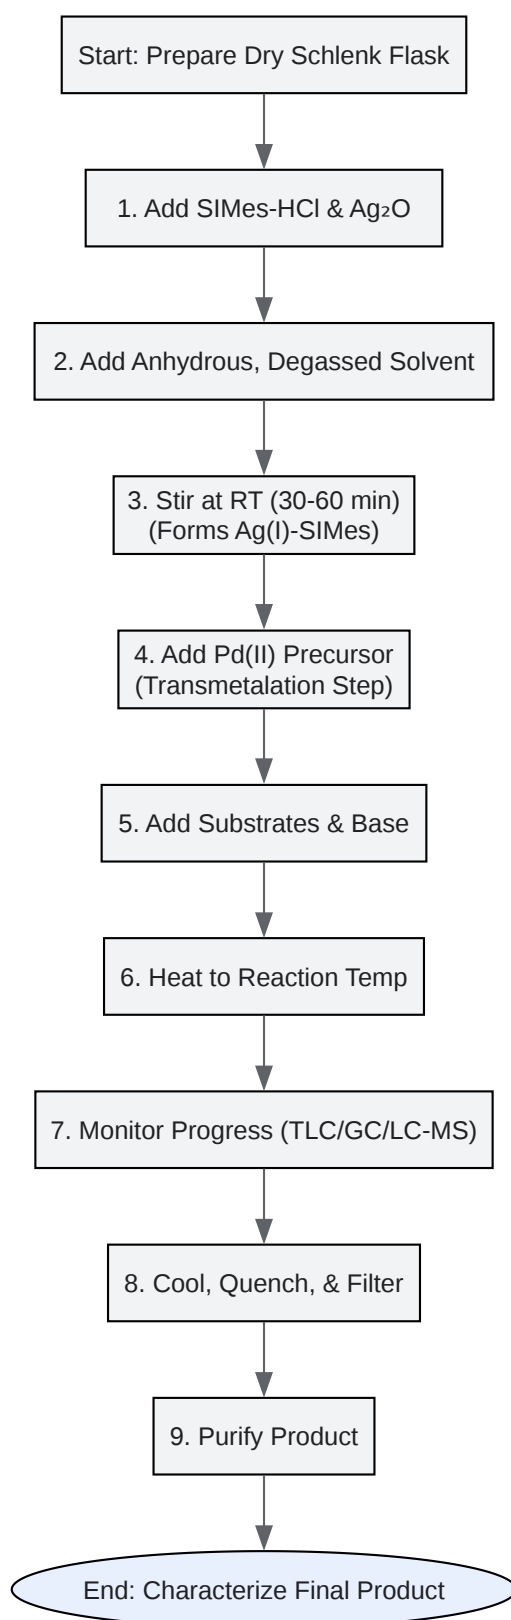 Start: Prepare Dry Schlenk Flask
1. Add SIMes-HCl & Ag₂O
2. Add Anhydrous, Degassed Solvent
3. Stir at RT (30-60 min)
(Forms Ag(I)-SIMes)
4. Add Pd(II) Precursor
(Transmetalation Step)
5. Add Substrates & Base
6. Heat to Reaction Temp
7. Monitor Progress (TLC/GC/LC-MS)
8. Cool, Quench, & Filter
9. Purify Product
End: Characterize Final Product